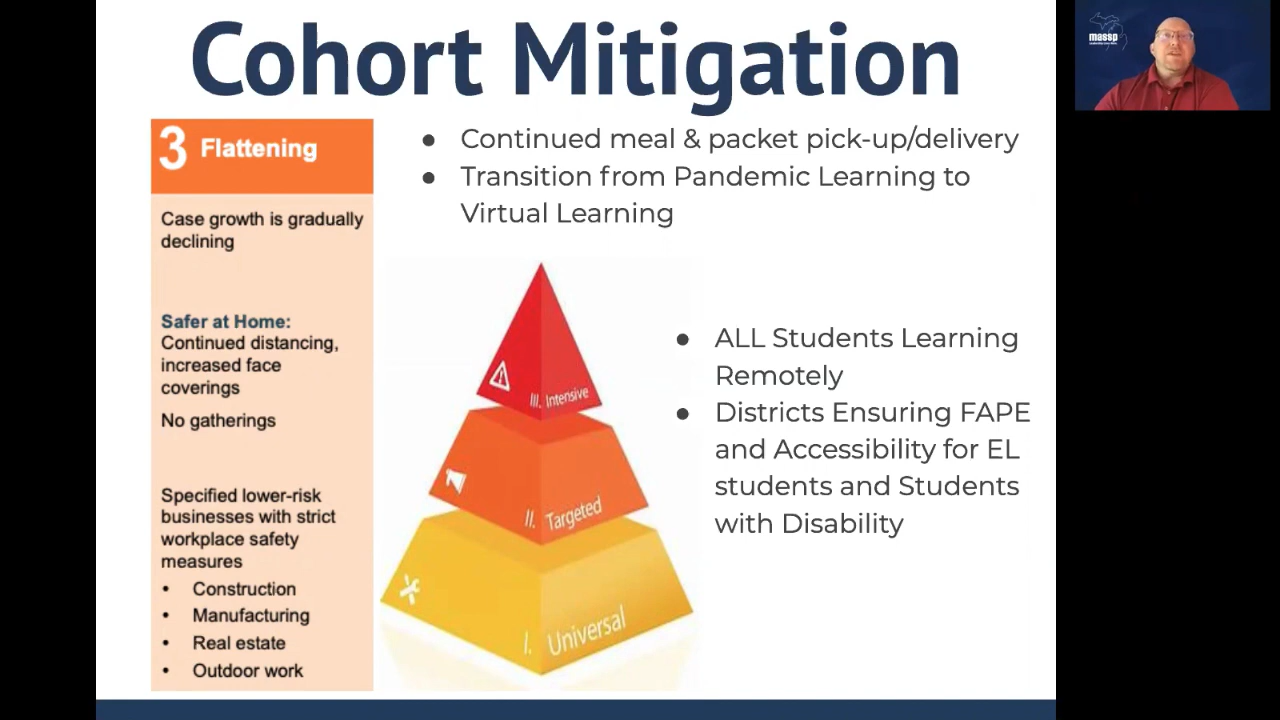 Cohort Mitigation
massp
3 Flattening
Case growth is gradually
declining
Safer at Home:
Continued distancing,
increased face
coverings
No gatherings
Specified lower-risk
businesses with strict
workplace safety
measures
• Construction
• Manufacturing
• Real estate
• Outdoor work
● Continued meal & packet pick-up/delivery
● Transition from Pandemic Learning to
Virtual Learning
III. Intensive
II. Targeted
I. Universal
● ALL Students Learning
Remotely
● Districts Ensuring FAPE
and Accessibility for EL
students and Students
with Disability